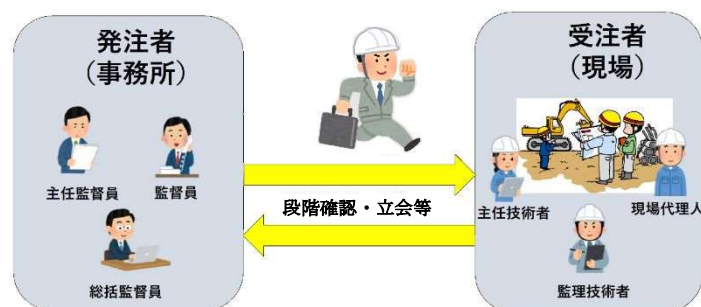 発注者
（事務所）
主任監督員
監督員
総括監督員
段階確認・立会等
受注者
（現場）
主任技術者
現場代理人
監理技術者